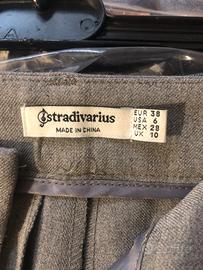 stradivarius
MADE IN CHINA
EUR 38
USA 6
MEX 28
UK 10